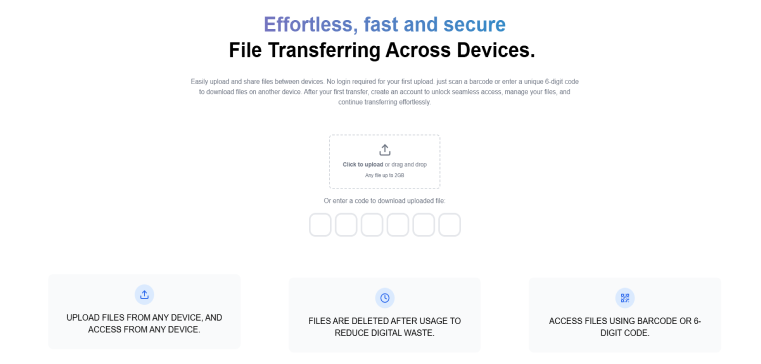 Effortless, fast and secure
File Transferring Across Devices.
Easily upload and share files between devices. No login required for your first upload, just scan a barcode or enter a unique 6-digit code
to download files on another device. After your first transfer, create an account to unlock seamless access, manage your files, and
continue transferring effortlessly.
Click to upload or drag and drop
Any file up to 2GB
Or enter a code to download uploaded file:
UPLOAD FILES FROM ANY DEVICE, AND
ACCESS FROM ANY DEVICE.
FILES ARE DELETED AFTER USAGE TO
REDUCE DIGITAL WASTE.
ACCESS FILES USING BARCODE OR 6-
DIGIT CODE.